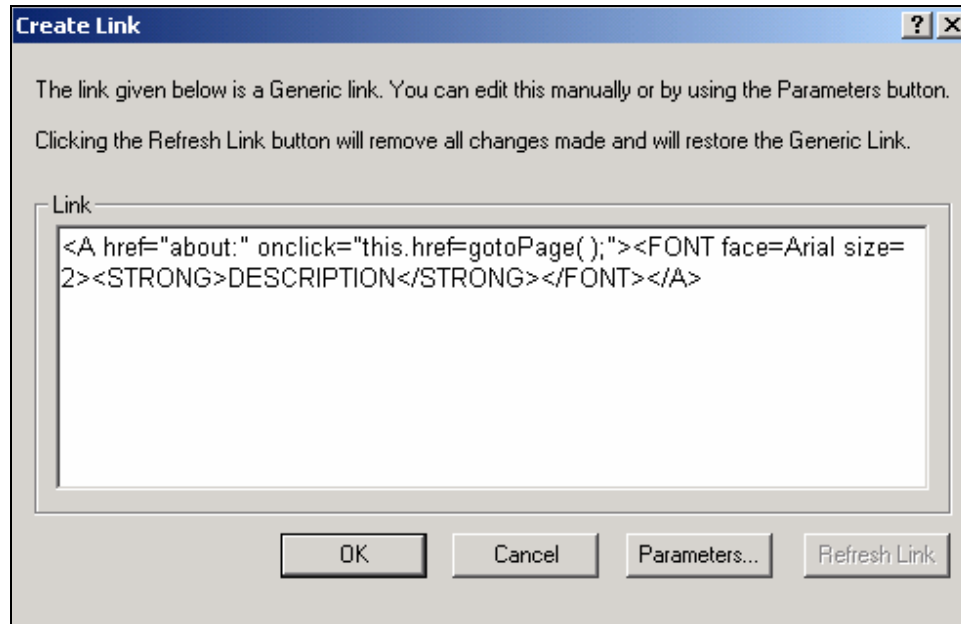 Create Link
The link given below is a Generic link. You can edit this manually or by using the Parameters button.
Clicking the Refresh Link button will remove all changes made and will restore the Generic Link.
Link
<A href="about:" onclick="this.href=gotoPage( );"><FONT face=Arial size=
2><STRONG>DESCRIPTION</STRONG></FONT></A>
OK Cancel Parameters... Refresh Link